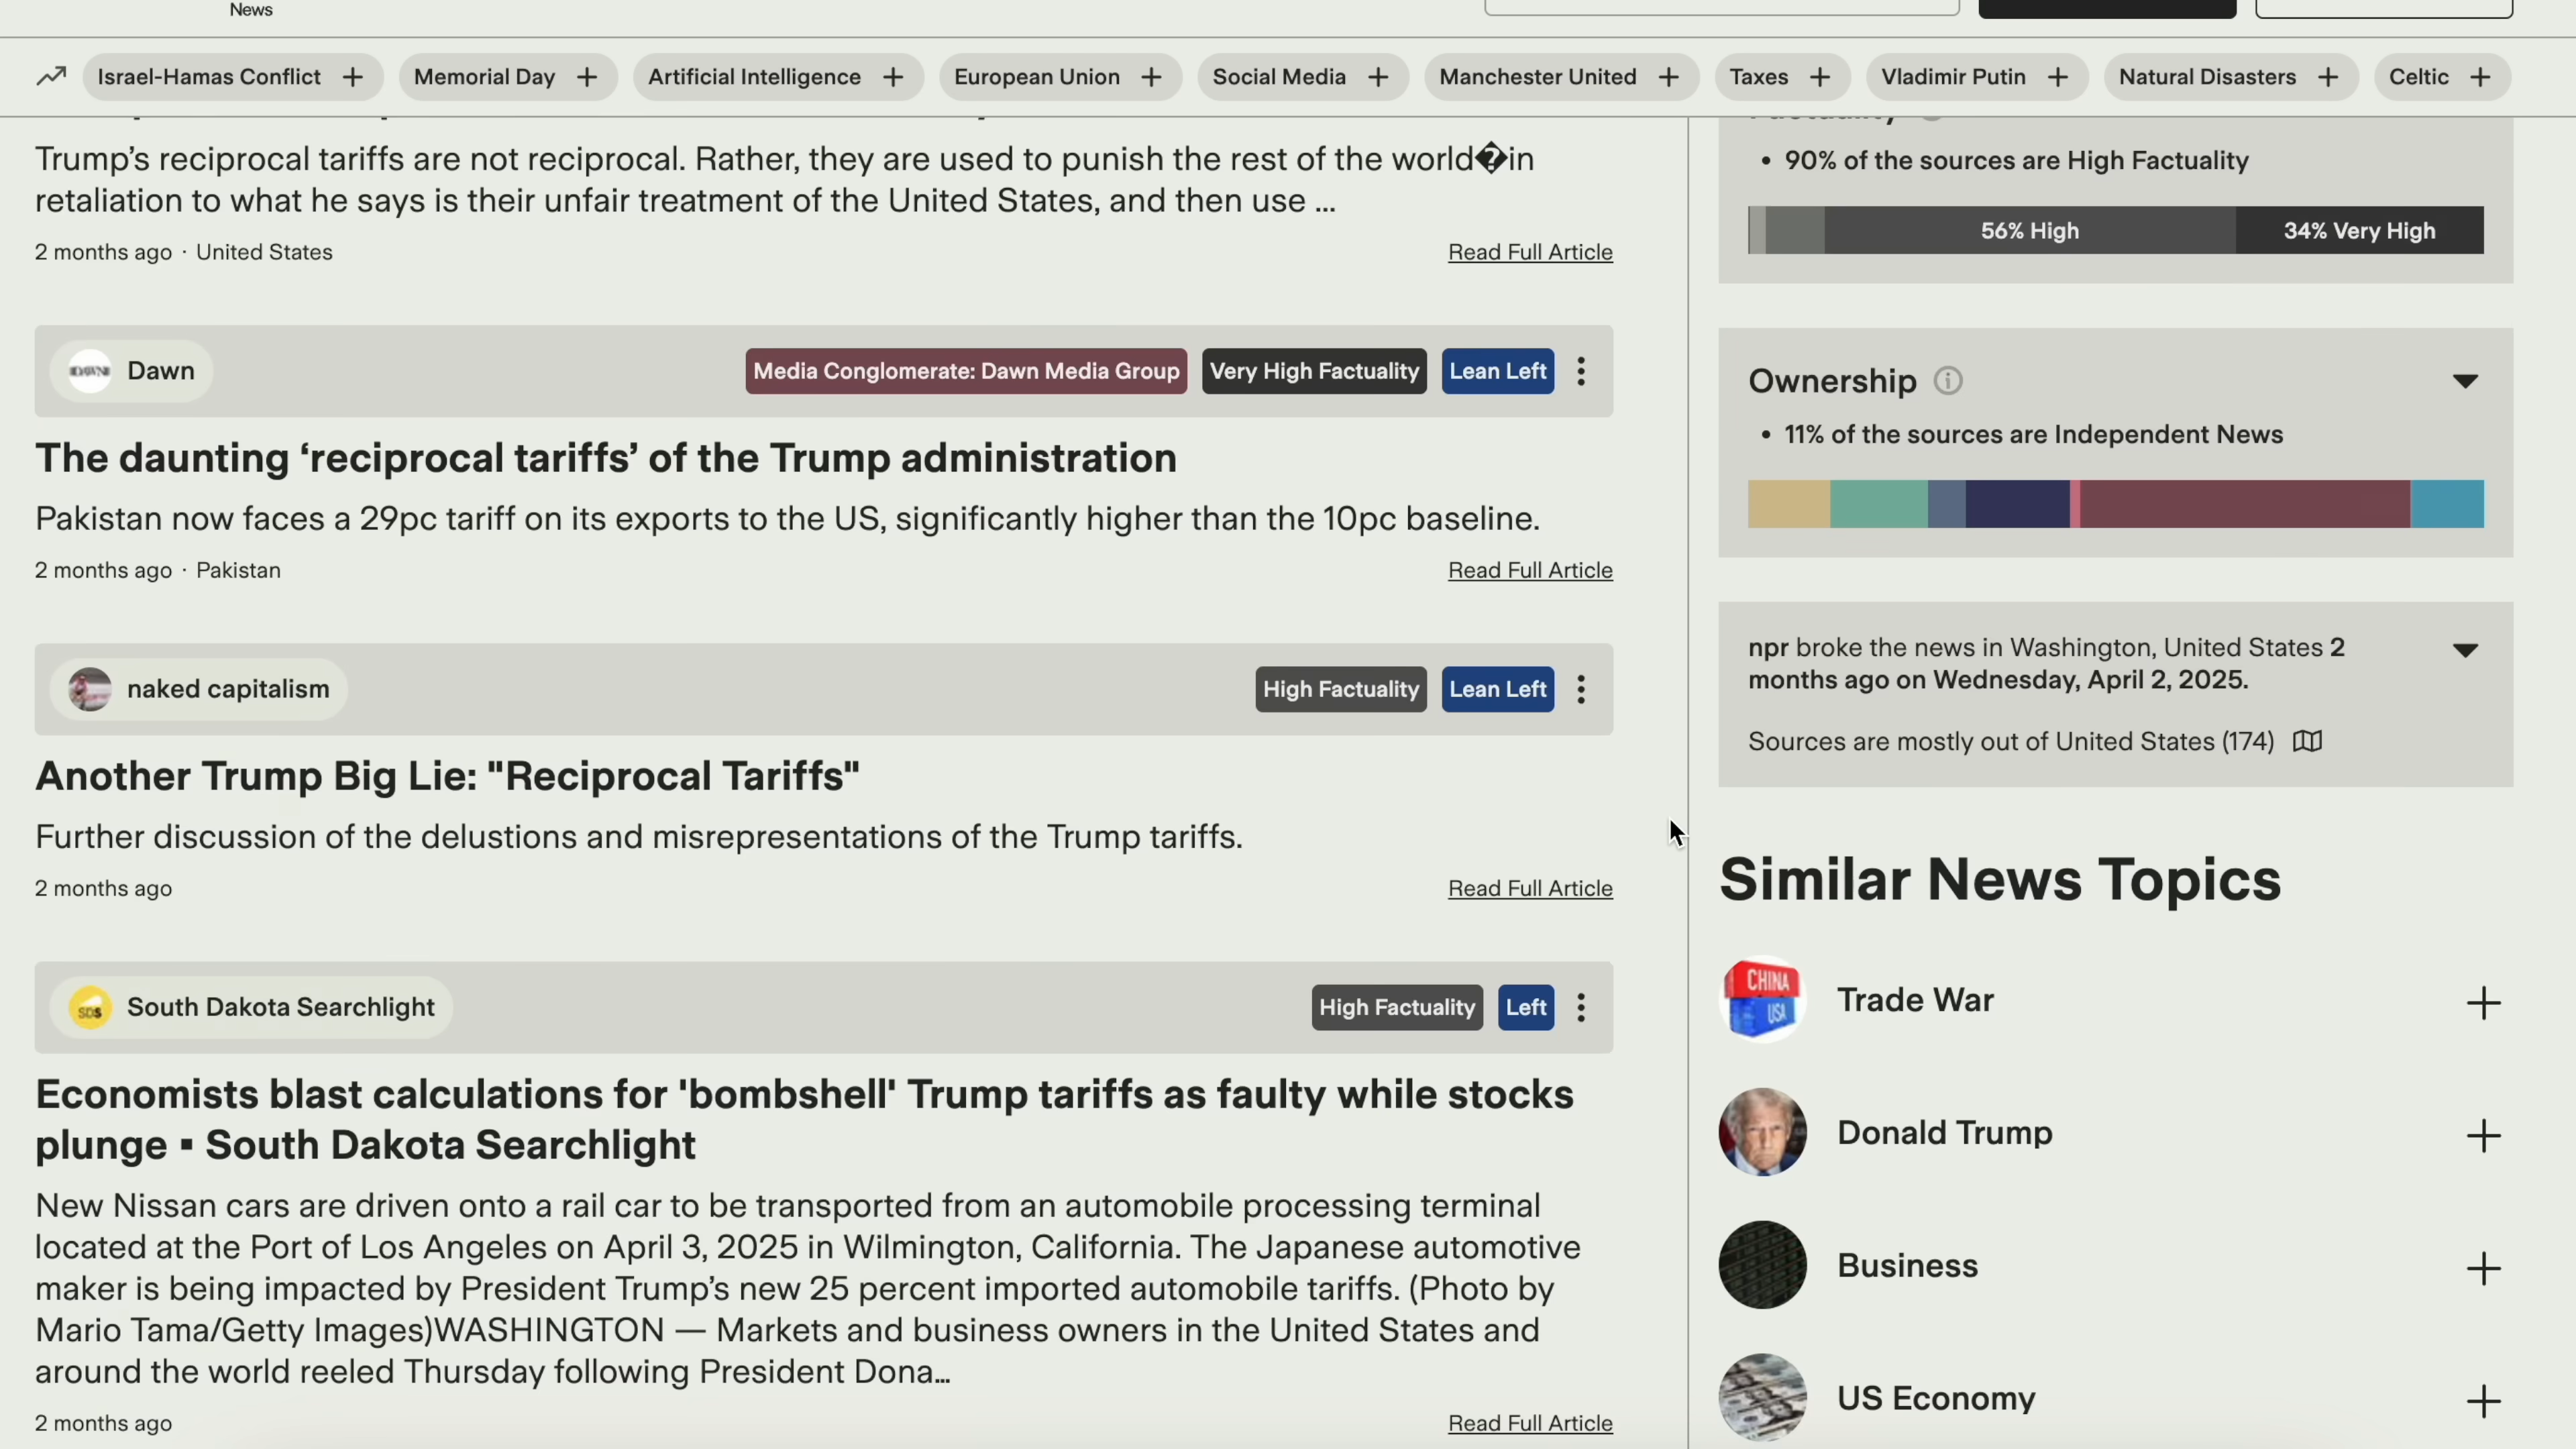 News
Israel-Hamas Conflict +
Memorial Day +
Artificial Intelligence +
European Union +
Social Media +
Manchester United +
Taxes +
Vladimir Putin +
Natural Disasters +
Celtic +
Trump’s reciprocal tariffs are not reciprocal. Rather, they are used to punish the rest of the world�in
retaliation to what he says is their unfair treatment of the United States, and then use ...
2 months ago · United States
Read Full Article
Dawn
Media Conglomerate: Dawn Media Group
Very High Factuality
Lean Left
The daunting ‘reciprocal tariffs’ of the Trump administration
Pakistan now faces a 29pc tariff on its exports to the US, significantly higher than the 10pc baseline.
2 months ago · Pakistan
Read Full Article
naked capitalism
High Factuality
Lean Left
Another Trump Big Lie: "Reciprocal Tariffs"
Further discussion of the delustions and misrepresentations of the Trump tariffs.
2 months ago
Read Full Article
SDS
South Dakota Searchlight
High Factuality
Left
Economists blast calculations for 'bombshell' Trump tariffs as faulty while stocks
plunge ▪ South Dakota Searchlight
New Nissan cars are driven onto a rail car to be transported from an automobile processing terminal
located at the Port of Los Angeles on April 3, 2025 in Wilmington, California. The Japanese automotive
maker is being impacted by President Trump’s new 25 percent imported automobile tariffs. (Photo by
Mario Tama/Getty Images)WASHINGTON — Markets and business owners in the United States and
around the world reeled Thursday following President Dona...
2 months ago
Read Full Article
• 90% of the sources are High Factuality
56% High
34% Very High
Ownership
• 11% of the sources are Independent News
npr broke the news in Washington, United States 2
months ago on Wednesday, April 2, 2025.
Sources are mostly out of United States (174)
Similar News Topics
CHINA
USA
Trade War
Donald Trump
Business
US Economy